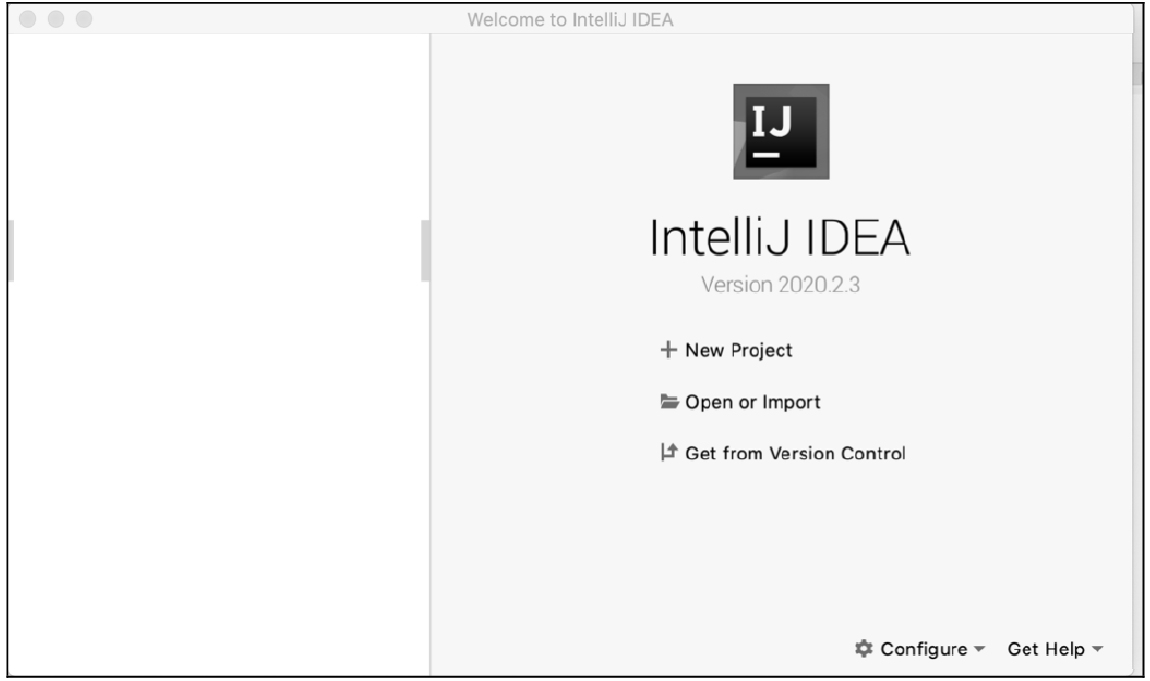 Welcome to IntelliJ IDEA
IJ
IntelliJ IDEA
Version 2020.2.3
New Project
Open or Import
Get from Version Control
Configure
Get Help